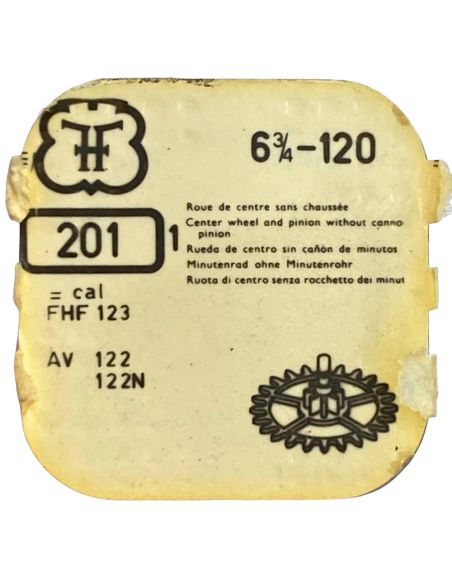 FHF
6¾-120
201 1
Roue de centre sans chaussée
Center wheel and pinion without canno
pinion
Rueda de centro sin cañón de minutos
Minutenrad ohne Minutenrohr
Ruota di centro senza rocchetto dei minut
= cal
FHF 123
AV 122
122N